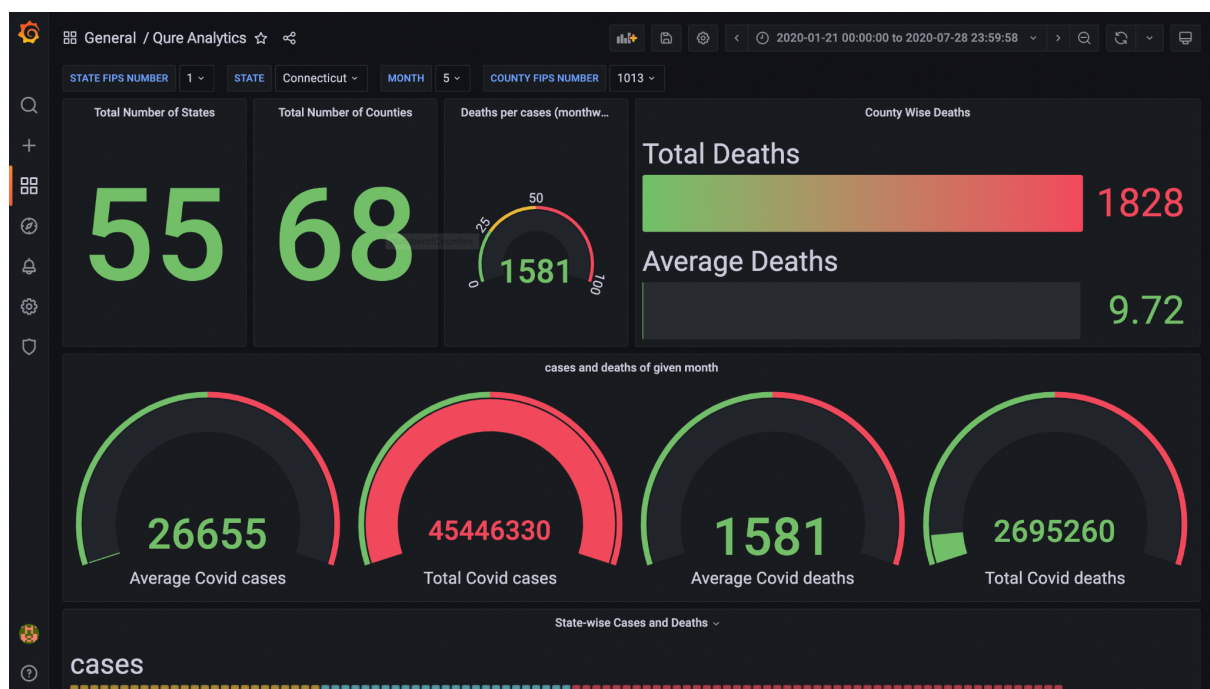 General / Qure Analytics
2020-01-21 00:00:00 to 2020-07-28 23:59:58
STATE FIPS NUMBER 1 STATE Connecticut MONTH 5 COUNTY FIPS NUMBER 1013
Total Number of States
55
Total Number of Counties
68
Deaths per cases (monthw...
0
25
50
100
1581
County Wise Deaths
Total Deaths
1828
Average Deaths
9.72
cases and deaths of given month
26655
Average Covid cases
45446330
Total Covid cases
1581
Average Covid deaths
2695260
Total Covid deaths
State-wise Cases and Deaths
cases